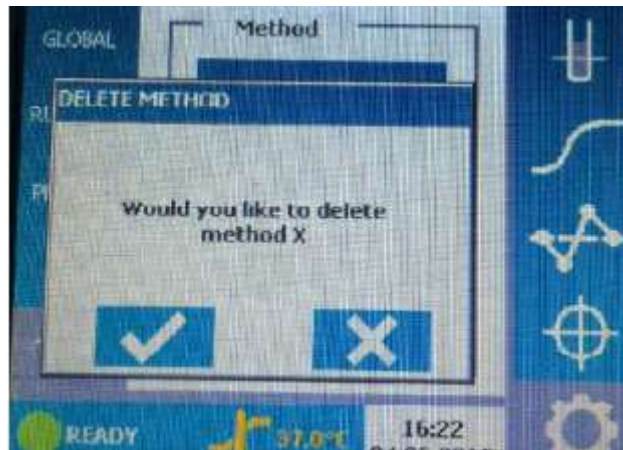 GLOBAL
Method
DELETE METHOD
Would you like to delete
method X
READY
37.0°C
16:22